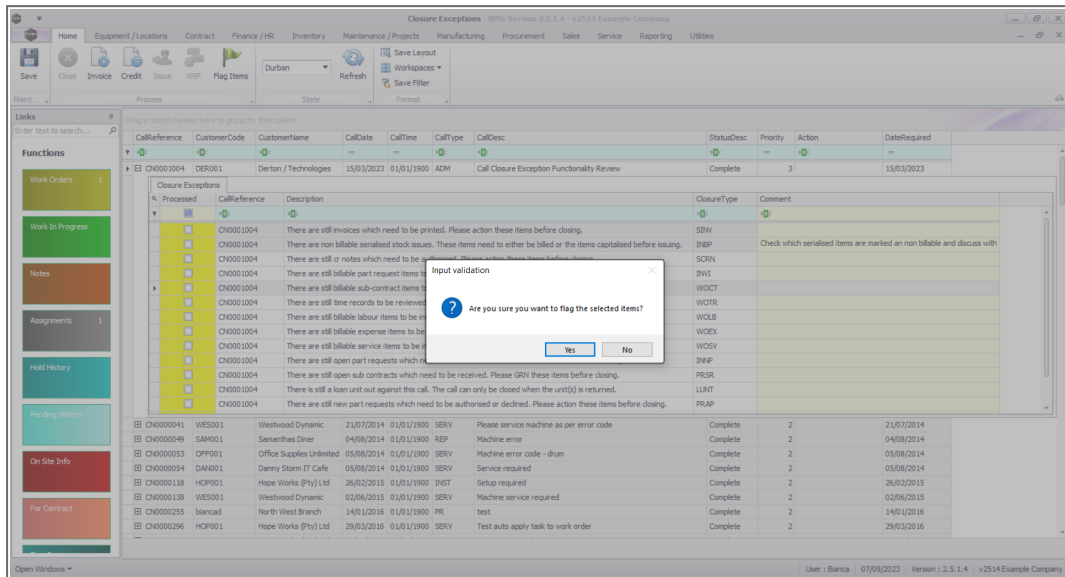 Closure Exceptions - BPO: Version 2.5.1.4 - v2514 Example Company
Home Equipment / Locations Contract Finance / HR Inventory Maintenance / Projects Manufacturing Procurement Sales Service Reporting Utilities
Save Close Invoice Credit Issue WIP Flag Items Durban Refresh Save Layout
Workspaces
Save Filter
Maint... Process State Format
Links
Enter text to search...
Functions
Work Orders 1
Work In Progress
Notes
Assignments 1
Hold History
Pending History
On Site Info
For Contract
Drag a column header here to group by that column
CallReference CustomerCode CustomerName CallDate CallTime CallType CallDesc StatusDesc Priority Action DateRequired
CN0001004 DER001 Derton / Technologies 15/03/2023 01/01/1900 ADM Call Closure Exception Functionality Review Complete 3 15/03/2023
Closure Exceptions
Processed CallReference Description ClosureType Comment
CN0001004 There are still invoices which need to be printed. Please action these items before closing. SINV
CN0001004 There are non billable serialised stock issues. These items need to either be billed or the items capitalised before issuing. INBP Check which serialised items are marked an non billable and discuss with
CN0001004 There are still cr notes which need to be authorised. Please action these items before closing SCRN
CN0001004 There are still billable part request items to INVI
CN0001004 There are still billable sub-contract items to WOCT
CN0001004 There are still time records to be reviewed WOTR
CN0001004 There are still billable labour items to be in WOLB
CN0001004 There are still billable expense items to be WOEX
CN0001004 There are still billable service items to be WOSV
CN0001004 There are still open part requests which ne INNP
CN0001004 There are still open sub contracts which need to be received. Please GRN these items before closing. PRSR
CN0001004 There is still a loan unit out against this call. The call can only be closed when the unit(s) is returned. LUNT
CN0001004 There are still new part requests which need to be authorised or declined. Please action these items before closing. PRAP
Input validation
Are you sure you want to flag the selected items?
Yes No
CN0000041 WES001 Westwood Dynamic 21/07/2014 01/01/1900 SERV Please service machine as per error code Complete 2 21/07/2014
CN0000049 SAM001 Samanthas Diner 04/08/2014 01/01/1900 REP Machine error Complete 2 04/08/2014
CN0000053 OFF001 Office Supplies Unlimited 05/08/2014 01/01/1900 SERV Machine error code - drum Complete 2 05/08/2014
CN0000054 DAN001 Danny Storm IT Cafe 05/08/2014 01/01/1900 SERV Service required Complete 2 05/08/2014
CN0000118 HOP001 Hope Works (Pty) Ltd 26/02/2015 01/01/1900 INST Setup required Complete 2 26/02/2015
CN0000138 WES001 Westwood Dynamic 02/06/2015 01/01/1900 SERV Machine service required Complete 2 02/06/2015
CN0000255 biancad North West Branch 14/01/2016 01/01/1900 PR test Complete 2 14/01/2016
CN0000296 HOP001 Hope Works (Pty) Ltd 29/03/2016 01/01/1900 SERV Test auto apply task to work order Complete 2 29/03/2016
Open Windows User : Bianca 07/09/2023 Version : 2.5.1.4 v2514 Example Company